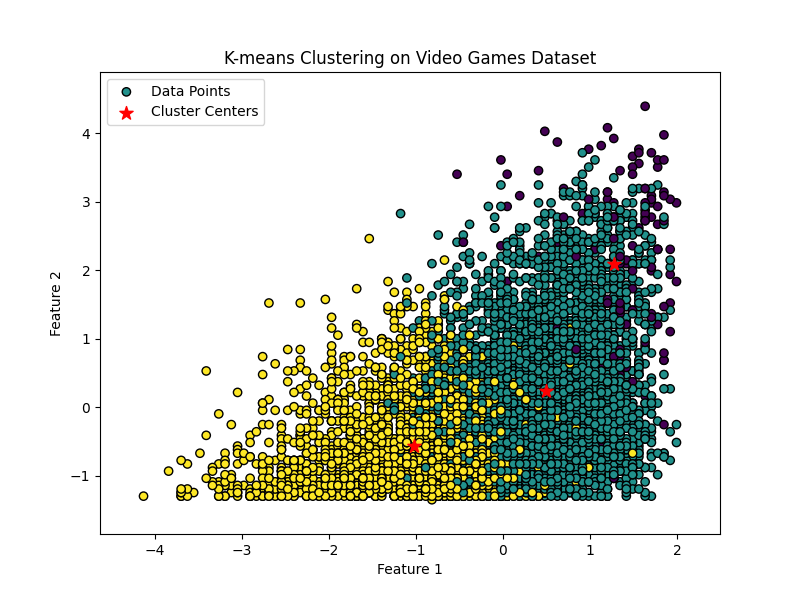 K-means Clustering on Video Games Dataset
Data Points
Cluster Centers
4
3
2
1
0
−1
Feature 2
−4
−3
−2
−1
0
1
2
Feature 1